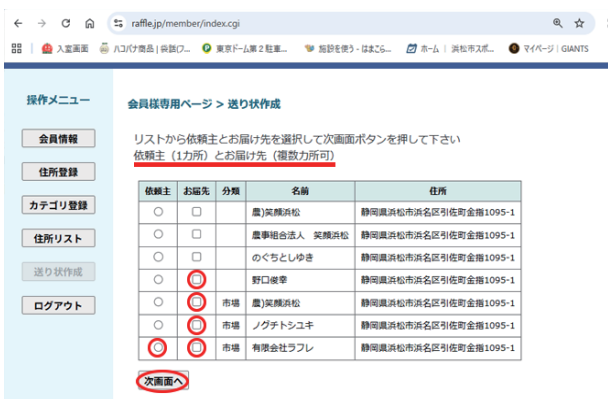 raffle.jp/member/index.cgi
入室画面
ハコバナ商品 | 袋詰(フ...
東京ドーム第2駐車...
施設を使う - はまごら...
ホーム | 浜松市スポ...
マイページ | GIANTS
操作メニュー
会員情報
住所登録
カテゴリ登録
住所リスト
送り状作成
ログアウト
会員様専用ページ > 送り状作成
リストから依頼主とお届け先を選択して次画面ボタンを押して下さい
依頼主（1カ所）とお届け先（複数カ所可）
依頼主 お届先 分類 名前 住所
農)笑顔浜松 静岡県浜松市浜名区引佐町金指1095-1
農事組合法人 笑顔浜松 静岡県浜松市浜名区引佐町金指1095-1
のぐちとしゆき 静岡県浜松市浜名区引佐町金指1095-1
野口俊幸 静岡県浜松市浜名区引佐町金指1095-1
市場 農)笑顔浜松 静岡県浜松市浜名区引佐町金指1095-1
市場 ノグチトシユキ 静岡県浜松市浜名区引佐町金指1095-1
市場 有限会社ラフレ 静岡県浜松市浜名区引佐町金指1095-1
次画面へ